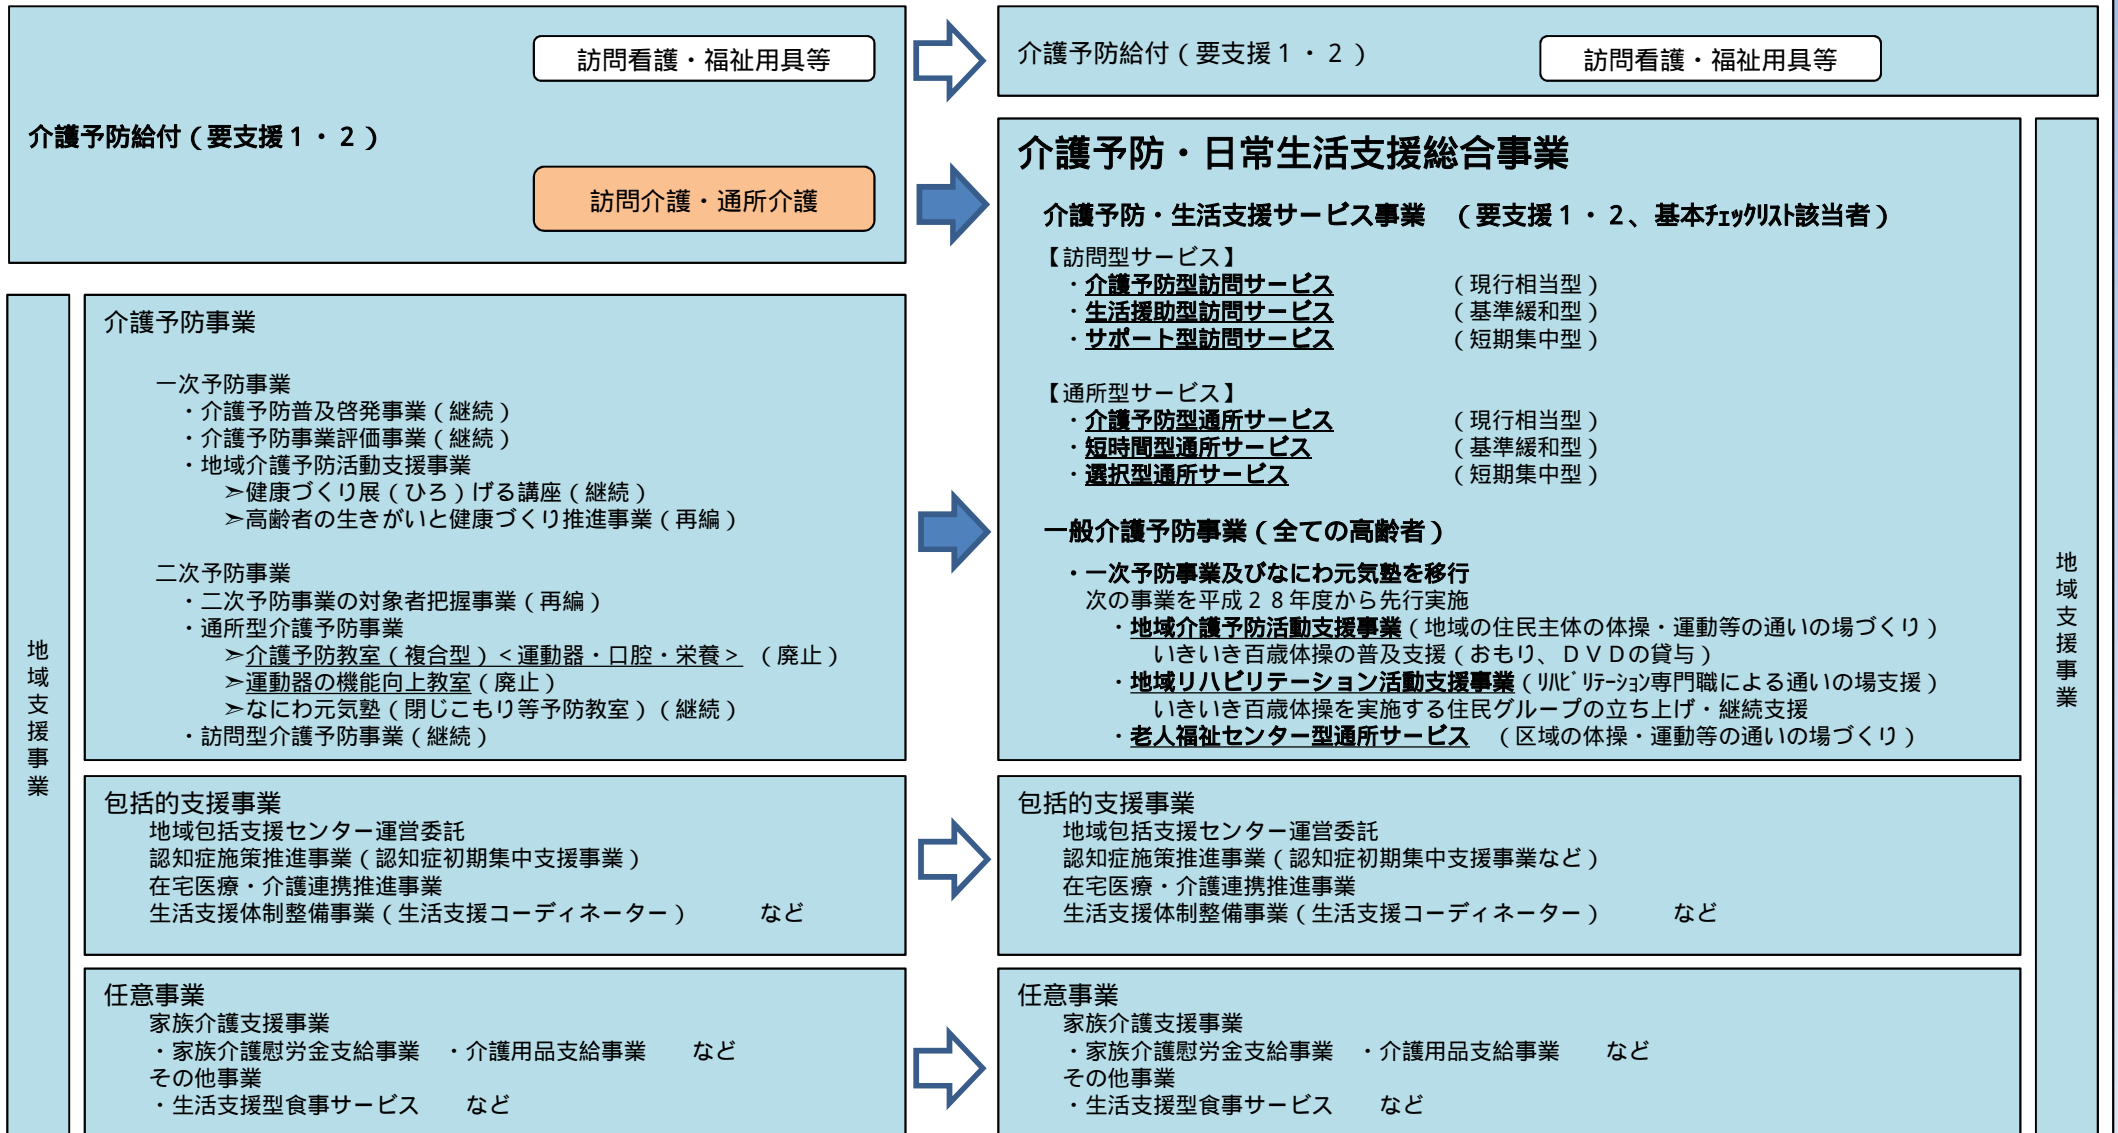 訪問看護・福祉用具等
介護予防給付（要支援１・２）
訪問介護・通所介護
地域支援事業
介護予防事業
一次予防事業
・介護予防普及啓発事業（継続）
・介護予防事業評価事業（継続）
・地域介護予防活動支援事業
➣健康づくり展（ひろ）げる講座（継続）
➣高齢者の生きがいと健康づくり推進事業（再編）
二次予防事業
・二次予防事業の対象者把握事業（再編）
・通所型介護予防事業
➣介護予防教室（複合型）＜運動器・口腔・栄養＞（廃止）
➣運動器の機能向上教室（廃止）
➣なにわ元気塾（閉じこもり等予防教室）（継続）
・訪問型介護予防事業（継続）
包括的支援事業
地域包括支援センター運営委託
認知症施策推進事業（認知症初期集中支援事業）
在宅医療・介護連携推進事業
生活支援体制整備事業（生活支援コーディネーター）　　など
任意事業
家族介護支援事業
・家族介護慰労金支給事業　・介護用品支給事業　　など
その他事業
・生活支援型食事サービス　　など
介護予防給付（要支援１・２）　訪問看護・福祉用具等
介護予防・日常生活支援総合事業
介護予防・生活支援サービス事業　（要支援１・２、基本ﾁｪｯｸﾘｽﾄ該当者）
【訪問型サービス】
・介護予防型訪問サービス　（現行相当型）
・生活援助型訪問サービス　（基準緩和型）
・サポート型訪問サービス　（短期集中型）
【通所型サービス】
・介護予防型通所サービス　（現行相当型）
・短時間型通所サービス　（基準緩和型）
・選択型通所サービス　（短期集中型）
一般介護予防事業（全ての高齢者）
・一次予防事業及びなにわ元気塾を移行
次の事業を平成２８年度から先行実施
・地域介護予防活動支援事業（地域の住民主体の体操・運動等の通いの場づくり）
いきいき百歳体操の普及支援（おもり、ＤＶＤの貸与）
・地域リハビリテーション活動支援事業（ﾘﾊﾋﾞﾘﾃｰｼｮﾝ専門職による通いの場支援）
いきいき百歳体操を実施する住民グループの立ち上げ・継続支援
・老人福祉センター型通所サービス　（区域の体操・運動等の通いの場づくり）
包括的支援事業
地域包括支援センター運営委託
認知症施策推進事業（認知症初期集中支援事業など）
在宅医療・介護連携推進事業
生活支援体制整備事業（生活支援コーディネーター）　　など
任意事業
家族介護支援事業
・家族介護慰労金支給事業　・介護用品支給事業　　など
その他事業
・生活支援型食事サービス　　など
地域支援事業